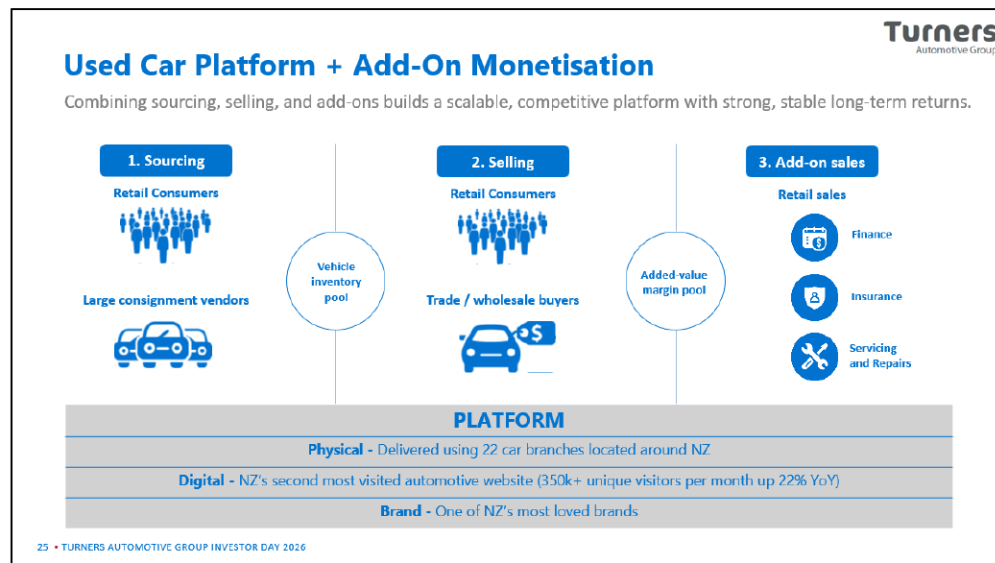 Turners
Automotive Group
Used Car Platform + Add-On Monetisation
Combining sourcing, selling, and add-ons builds a scalable, competitive platform with strong, stable long-term returns.
1. Sourcing
Retail Consumers
Large consignment vendors
Vehicle
inventory
pool
2. Selling
Retail Consumers
Trade / wholesale buyers
$
Added-value
margin pool
3. Add-on sales
Retail sales
$
Finance
Insurance
Servicing
and Repairs
PLATFORM
Physical - Delivered using 22 car branches located around NZ
Digital - NZ's second most visited automotive website (350k+ unique visitors per month up 22% YoY)
Brand - One of NZ's most loved brands
25 • TURNERS AUTOMOTIVE GROUP INVESTOR DAY 2026